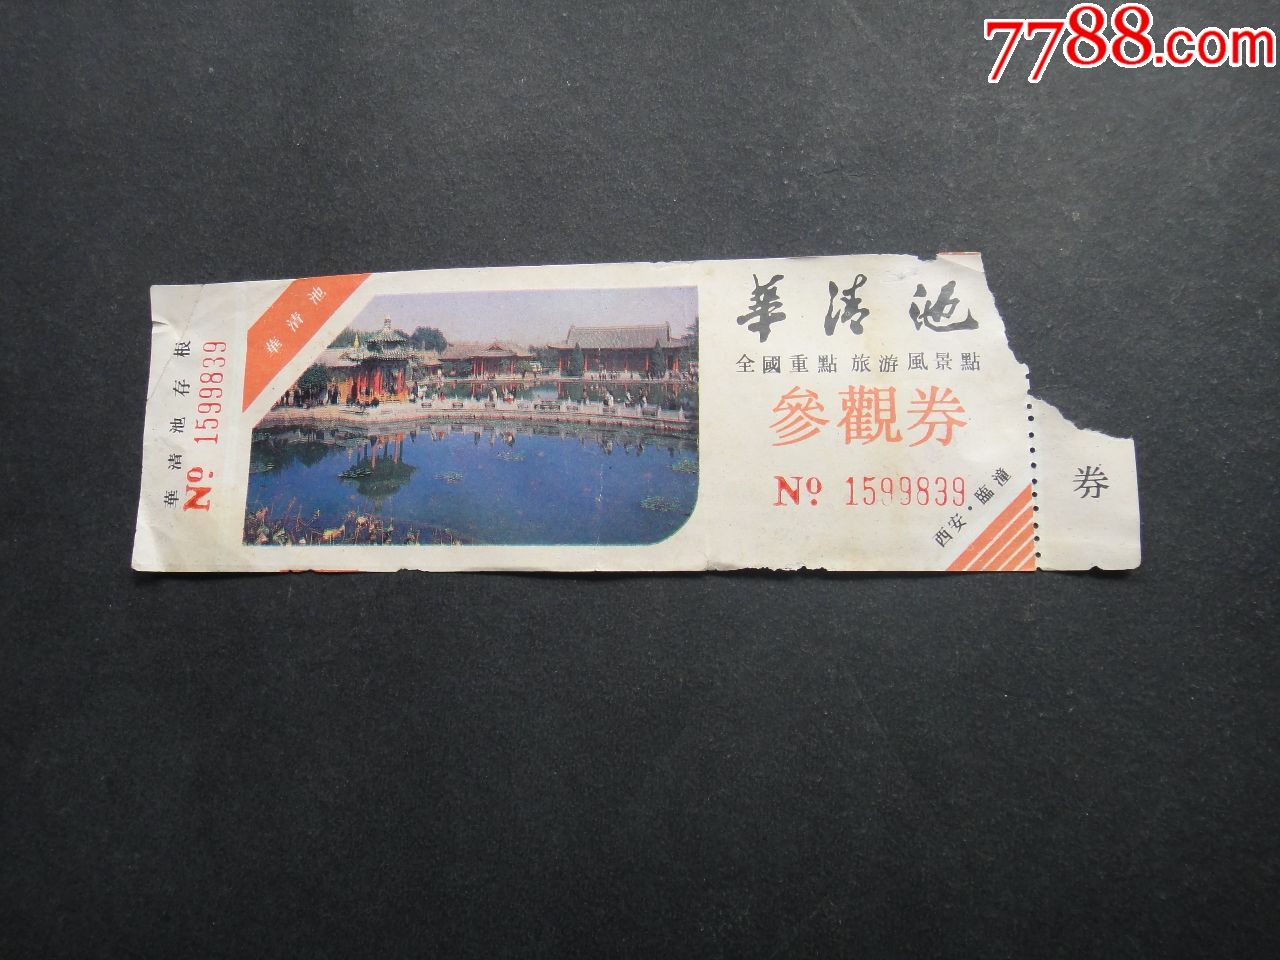 7788.com
華清池存根
No. 1599839
華清池
華清池
全國重點旅游風景點
參觀券
No 1599839
西安·臨潼
券